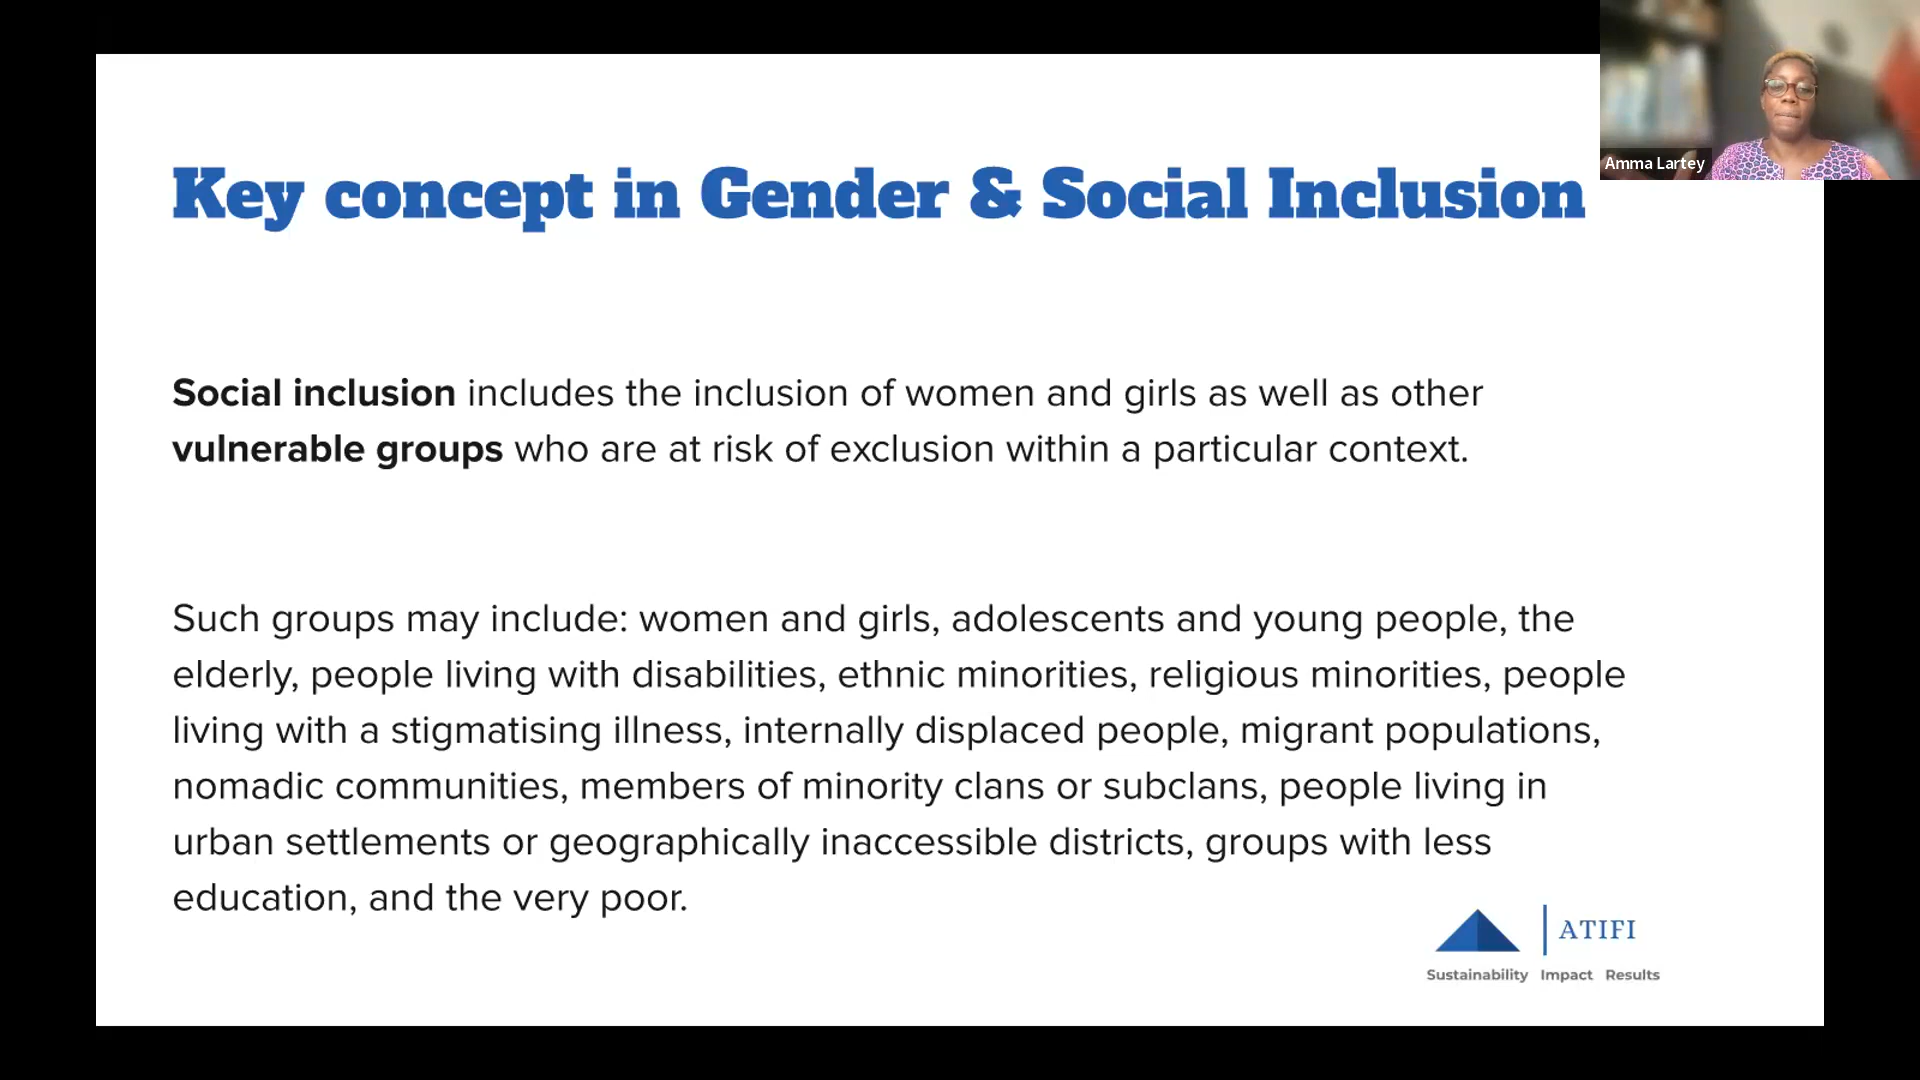 Key concept in Gender & Social Inclusion
Amma Lartey
Social inclusion includes the inclusion of women and girls as well as other
vulnerable groups who are at risk of exclusion within a particular context.
Such groups may include: women and girls, adolescents and young people, the
elderly, people living with disabilities, ethnic minorities, religious minorities, people
living with a stigmatising illness, internally displaced people, migrant populations,
nomadic communities, members of minority clans or subclans, people living in
urban settlements or geographically inaccessible districts, groups with less
education, and the very poor.
ATIFI
Sustainability Impact Results